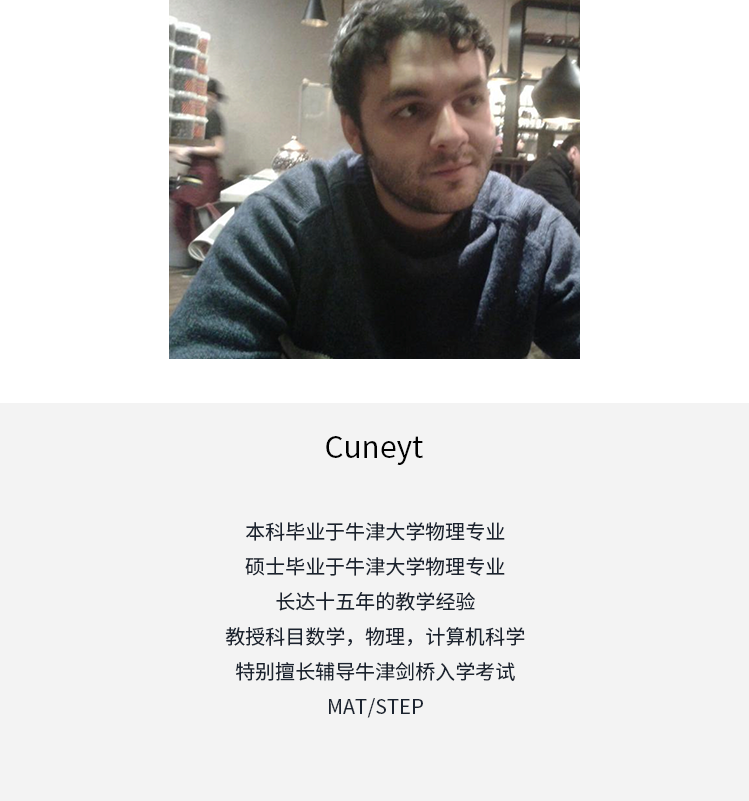 Cuneyt
本科毕业于牛津大学物理专业
硕士毕业于牛津大学物理专业
长达十五年的教学经验
教授科目数学，物理，计算机科学
特别擅长辅导牛津剑桥入学考试
MAT/STEP